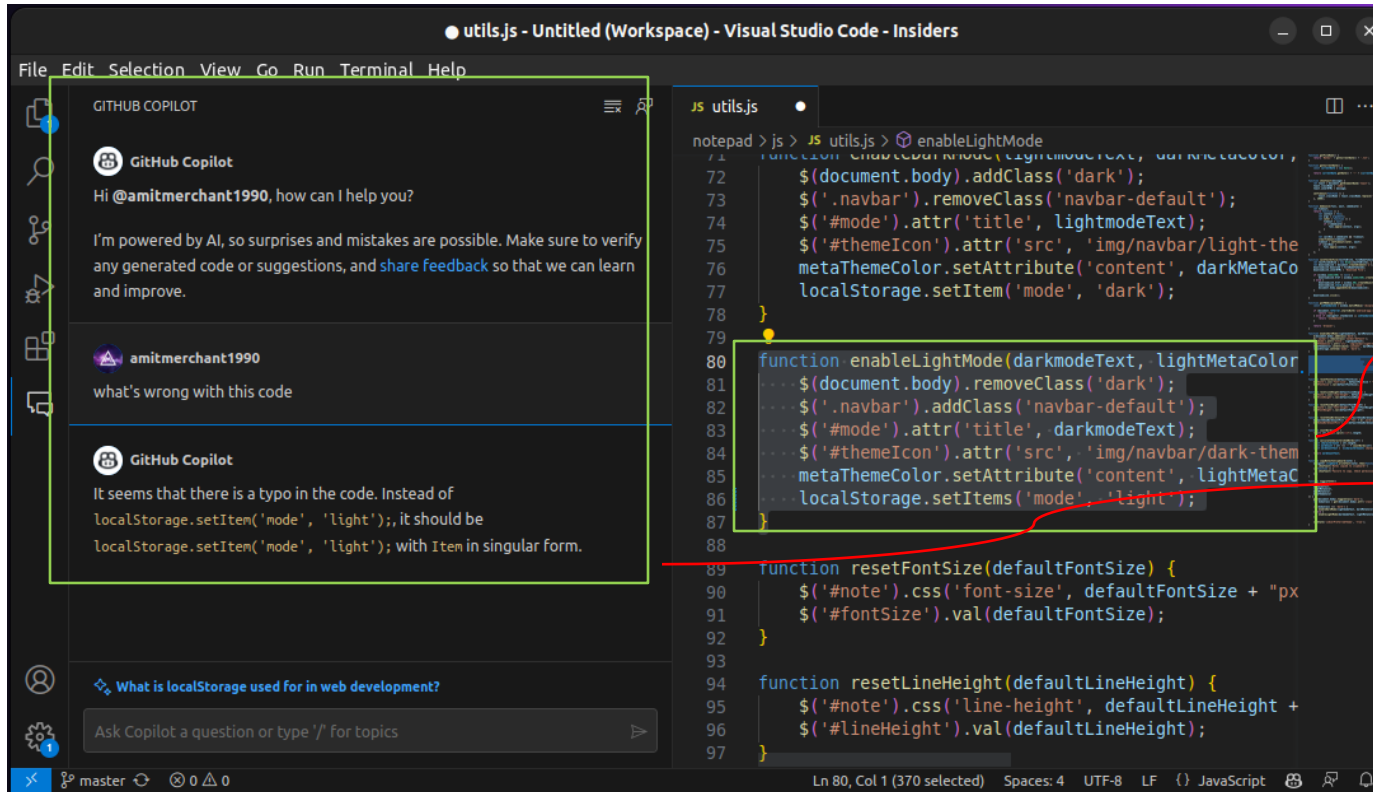 utils.js - Untitled (Workspace) - Visual Studio Code - Insiders
File Edit Selection View Go Run Terminal Help
GITHUB COPILOT
GitHub Copilot
Hi @amitmerchant1990, how can I help you?
I'm powered by AI, so surprises and mistakes are possible. Make sure to verify
any generated code or suggestions, and share feedback so that we can learn
and improve.
amitmerchant1990
what's wrong with this code
GitHub Copilot
It seems that there is a typo in the code. Instead of
localStorage.setItem('mode', 'light');, it should be
localStorage.setItem('mode', 'light'); with Item in singular form.
What is localStorage used for in web development?
Ask Copilot a question or type '/' for topics
JS utils.js
notepad > js > JS utils.js > enableLightMode
71 function enableDarkMode(lightmodeText, darkMetaColor,
72 $(document.body).addClass('dark');
73 $('.navbar').removeClass('navbar-default');
74 $('#mode').attr('title', lightmodeText);
75 $('#themeIcon').attr('src', 'img/navbar/light-the
76 metaThemeColor.setAttribute('content', darkMetaCo
77 localStorage.setItem('mode', 'dark');
78 }
79
80 function enableLightMode(darkmodeText, lightMetaColor
81 $(document.body).removeClass('dark');
82 $('.navbar').addClass('navbar-default');
83 $('#mode').attr('title', darkmodeText);
84 $('#themeIcon').attr('src', 'img/navbar/dark-them
85 metaThemeColor.setAttribute('content', lightMetaC
86 localStorage.setItems('mode', 'light');
87 }
88
89 function resetFontSize(defaultFontSize) {
90 $('#note').css('font-size', defaultFontSize + "px
91 $('#fontSize').val(defaultFontSize);
92 }
93
94 function resetLineHeight(defaultLineHeight) {
95 $('#note').css('line-height', defaultLineHeight +
96 $('#lineHeight').val(defaultLineHeight);
97 }
1
1
master 0 0 Ln 80, Col 1 (370 selected) Spaces: 4 UTF-8 LF {} JavaScript